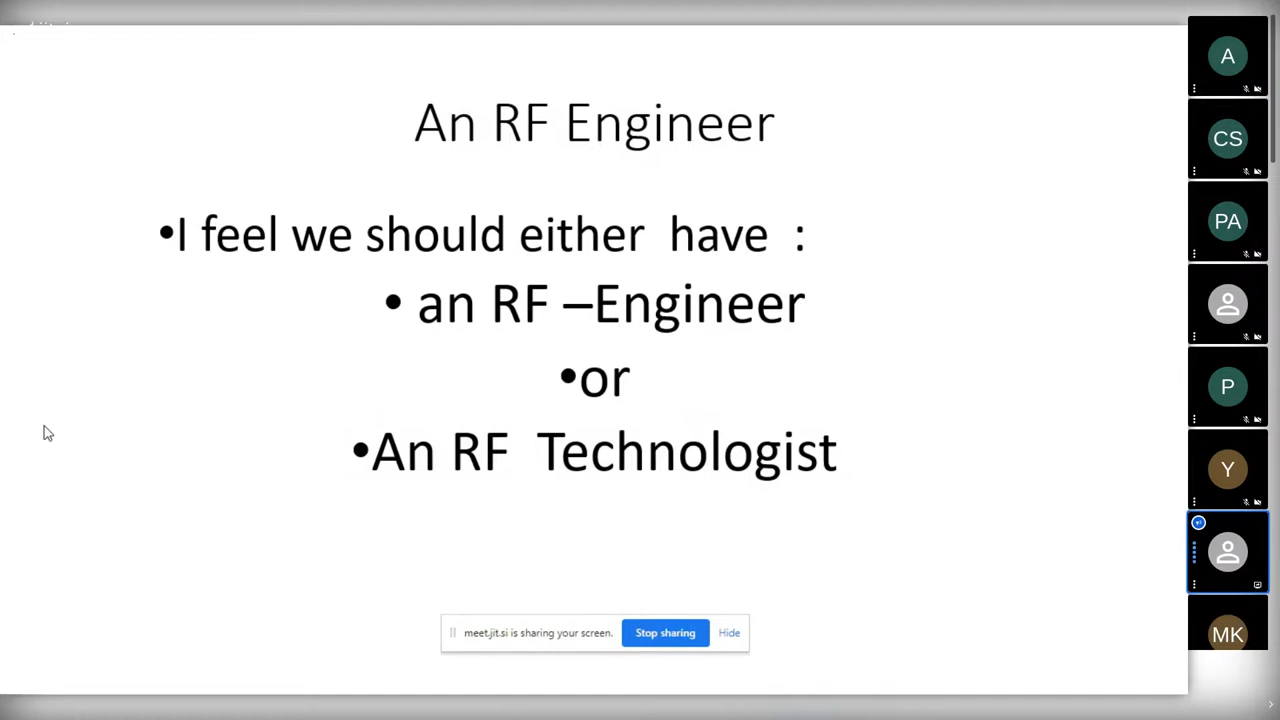 An RF Engineer
•I feel we should either have :
• an RF –Engineer
•or
•An RF Technologist
meet.jit.si is sharing your screen. Stop sharing Hide
A
CS
PA
P
Y
MK